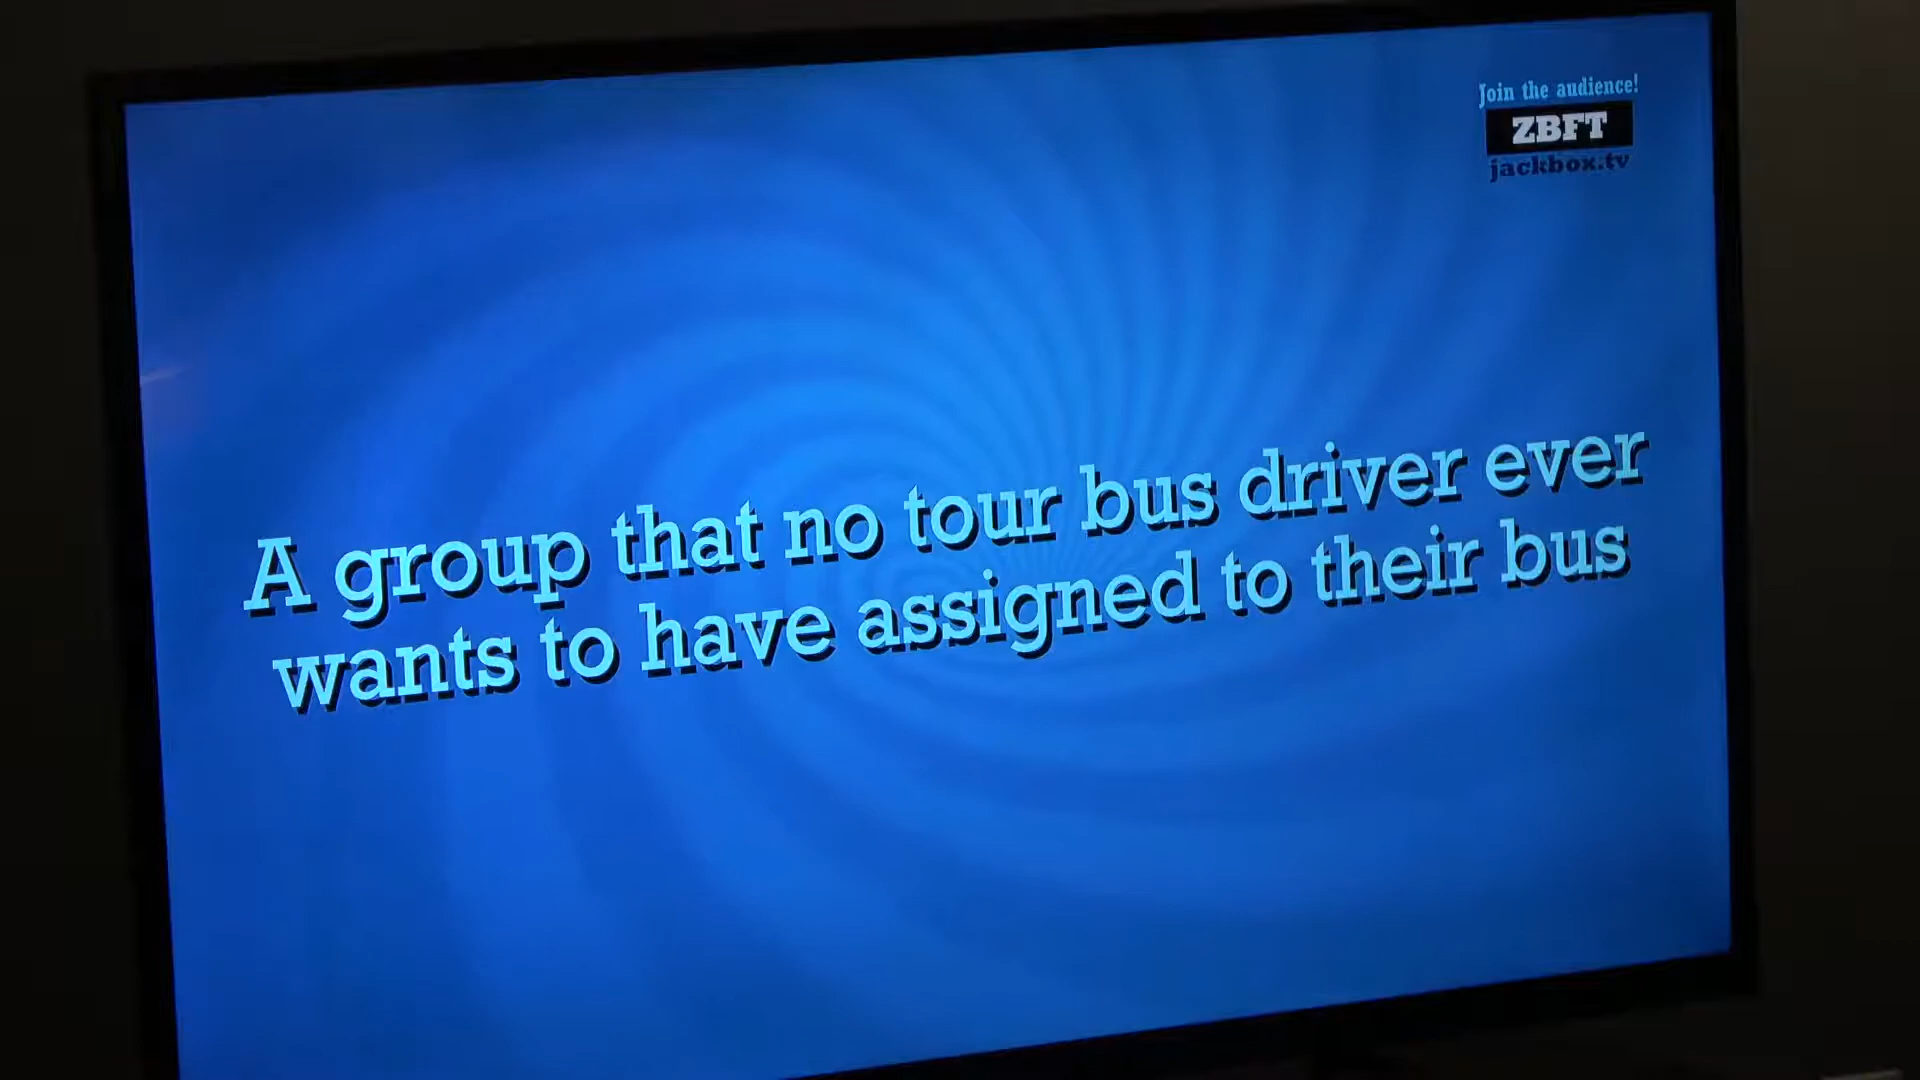 Join the audience!
ZBFT
jackbox.tv
A group that no tour bus driver ever
wants to have assigned to their bus